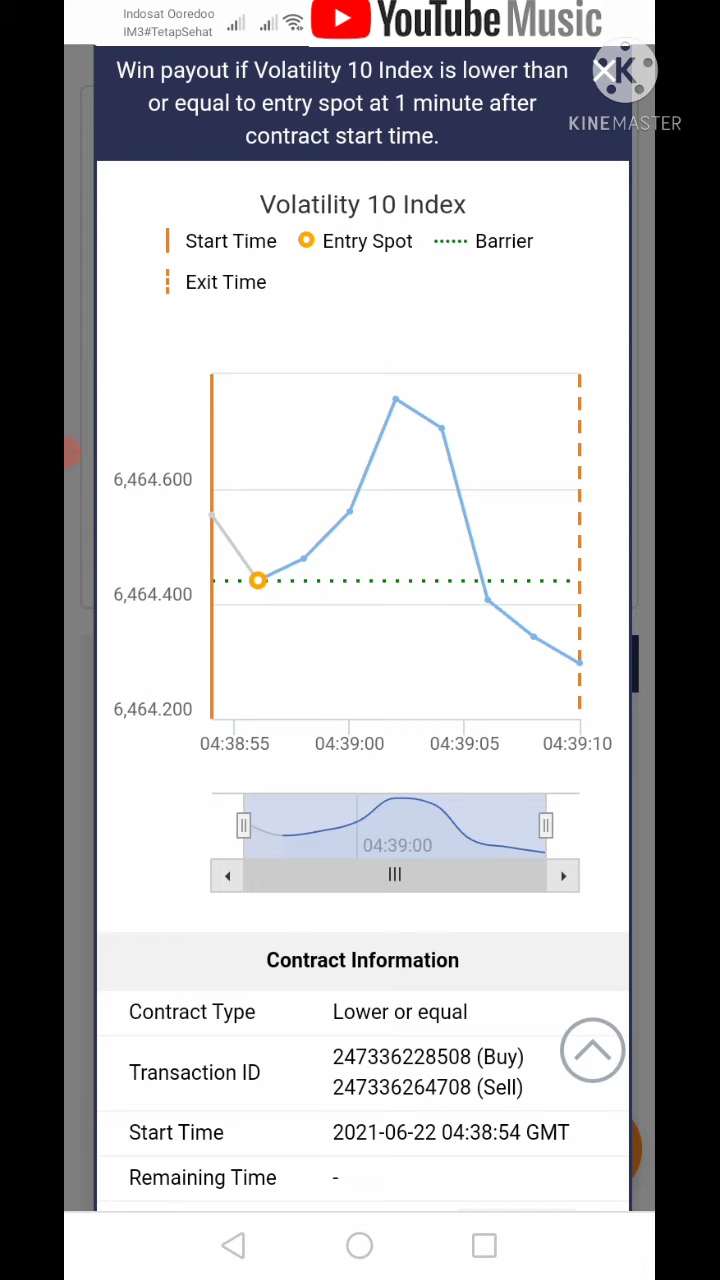 Indosat Ooredoo
IM3#TetapSehat
YouTube Music
Win payout if Volatility 10 Index is lower than
or equal to entry spot at 1 minute after
contract start time.
K
KINEMASTER
Volatility 10 Index
Start Time Entry Spot Barrier
Exit Time
6,464.600
6,464.400
6,464.200
04:38:55 04:39:00 04:39:05 04:39:10
04:39:00
Contract Information
Contract Type Lower or equal
Transaction ID 247336228508 (Buy)
247336264708 (Sell)
Start Time 2021-06-22 04:38:54 GMT
Remaining Time -